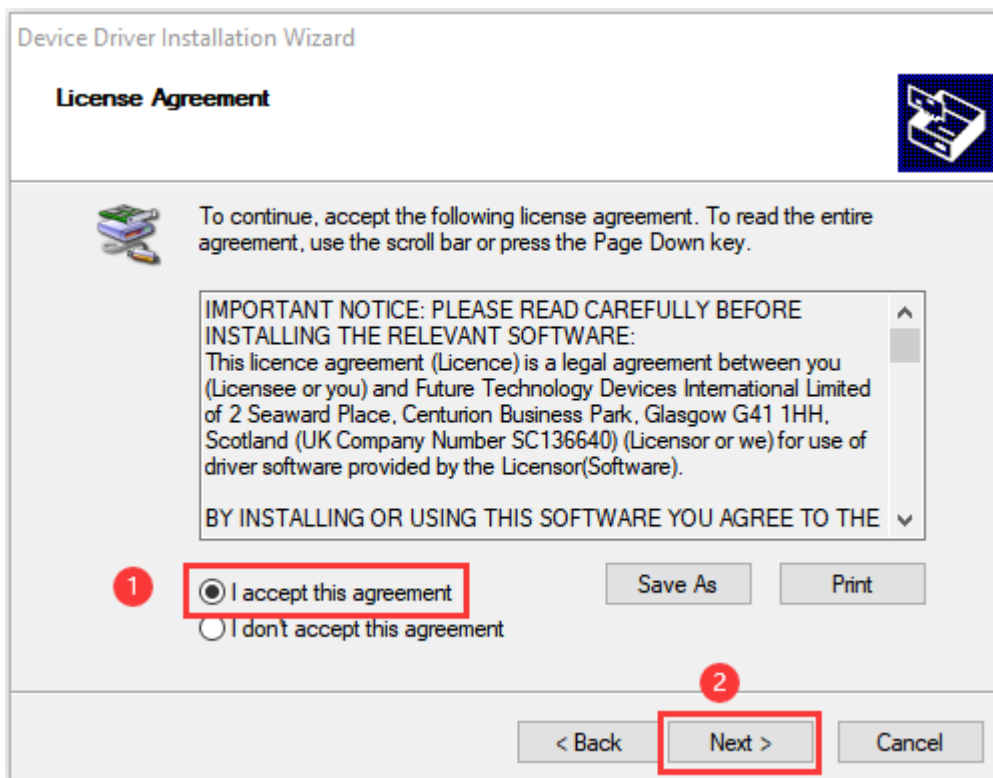 Device Driver Installation Wizard
License Agreement
To continue, accept the following license agreement. To read the entire
agreement, use the scroll bar or press the Page Down key.
IMPORTANT NOTICE: PLEASE READ CAREFULLY BEFORE
INSTALLING THE RELEVANT SOFTWARE:
This licence agreement (Licence) is a legal agreement between you
(Licensee or you) and Future Technology Devices International Limited
of 2 Seaward Place, Centurion Business Park, Glasgow G41 1HH,
Scotland (UK Company Number SC136640) (Licensor or we) for use of
driver software provided by the Licensor(Software).
BY INSTALLING OR USING THIS SOFTWARE YOU AGREE TO THE
1 I accept this agreement Save As Print
I don't accept this agreement
2
< Back Next > Cancel